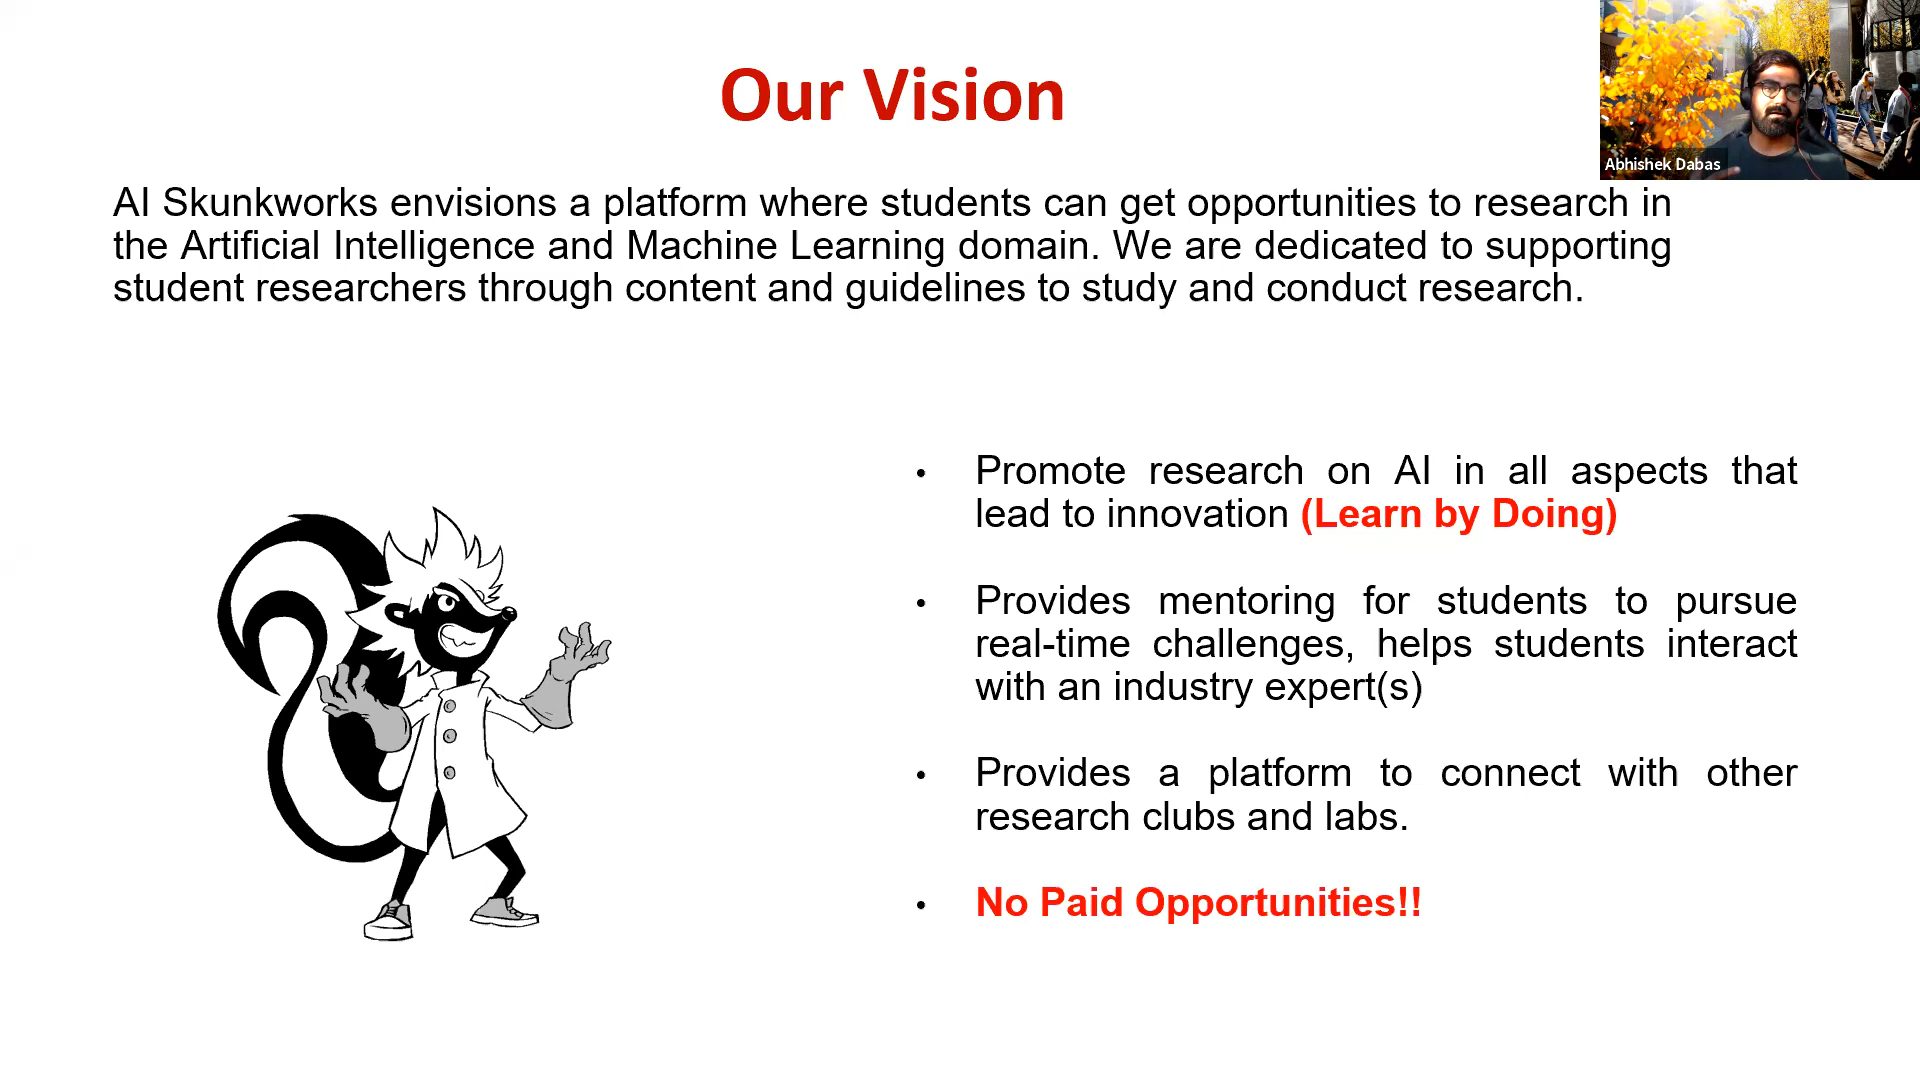 Our Vision
Abhishek Dabas
AI Skunkworks envisions a platform where students can get opportunities to research in
the Artificial Intelligence and Machine Learning domain. We are dedicated to supporting
student researchers through content and guidelines to study and conduct research.
• Promote research on AI in all aspects that
lead to innovation (Learn by Doing)
• Provides mentoring for students to pursue
real-time challenges, helps students interact
with an industry expert(s)
• Provides a platform to connect with other
research clubs and labs.
• No Paid Opportunities!!